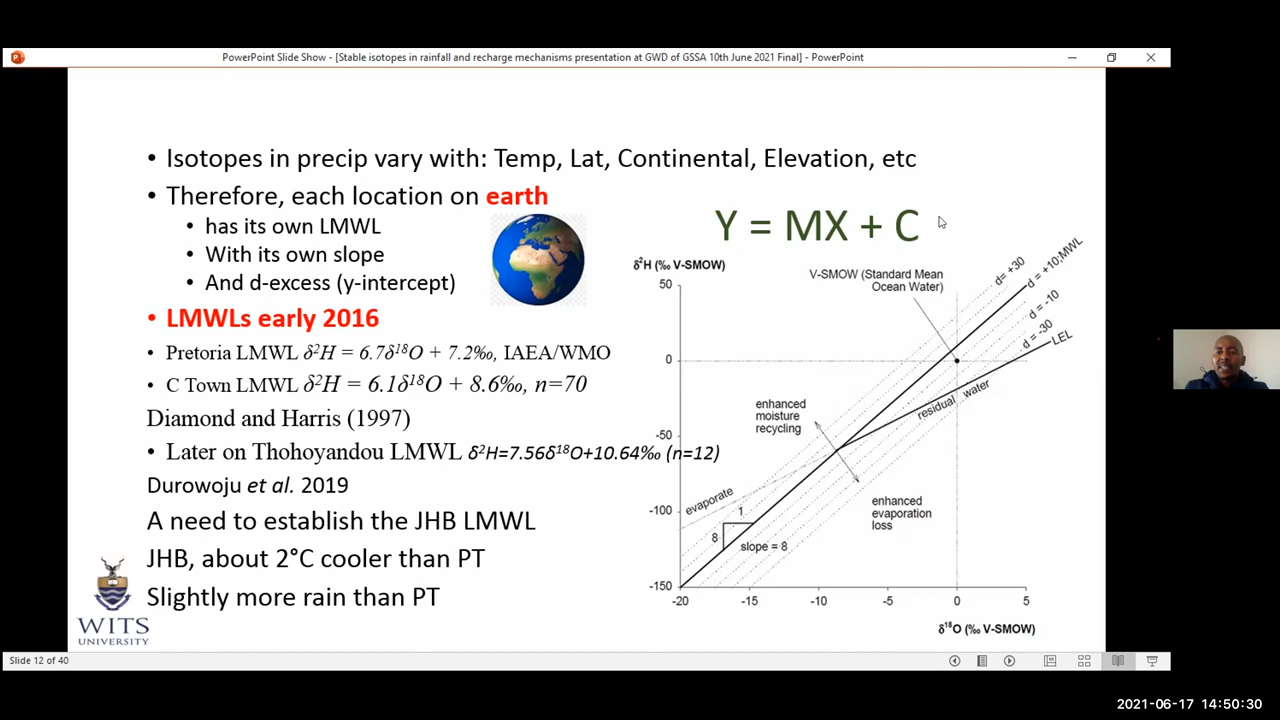 PowerPoint Slide Show - [Stable isotopes in rainfall and recharge mechanisms presentation at GWD of GSSA 10th June 2021 Final] - PowerPoint
• Isotopes in precip vary with: Temp, Lat, Continental, Elevation, etc
• Therefore, each location on earth
• has its own LMWL
• With its own slope
• And d-excess (y-intercept)
• LMWLs early 2016
• Pretoria LMWL δ²H = 6.7δ¹⁸O + 7.2‰, IAEA/WMO
• C Town LMWL δ²H = 6.1δ¹⁸O + 8.6‰, n=70
Diamond and Harris (1997)
• Later on Thohoyandou LMWL δ²H=7.56δ¹⁸O+10.64‰ (n=12)
Durowoju et al. 2019
A need to establish the JHB LMWL
JHB, about 2°C cooler than PT
Slightly more rain than PT
WITS
UNIVERSITY
Y = MX + C
δ²H (‰ V-SMOW)
V-SMOW (Standard Mean
Ocean Water)
d= +30
d = +10;MWL
d = -10
d = -30
LEL
50
0
-50
-100
-150
enhanced
moisture
recycling
residual water
evaporate
enhanced
evaporation
loss
1
8
slope = 8
-20 -15 -10 -5 0 5
δ¹⁸O (‰ V-SMOW)
Slide 12 of 40
2021-06-17 14:50:30